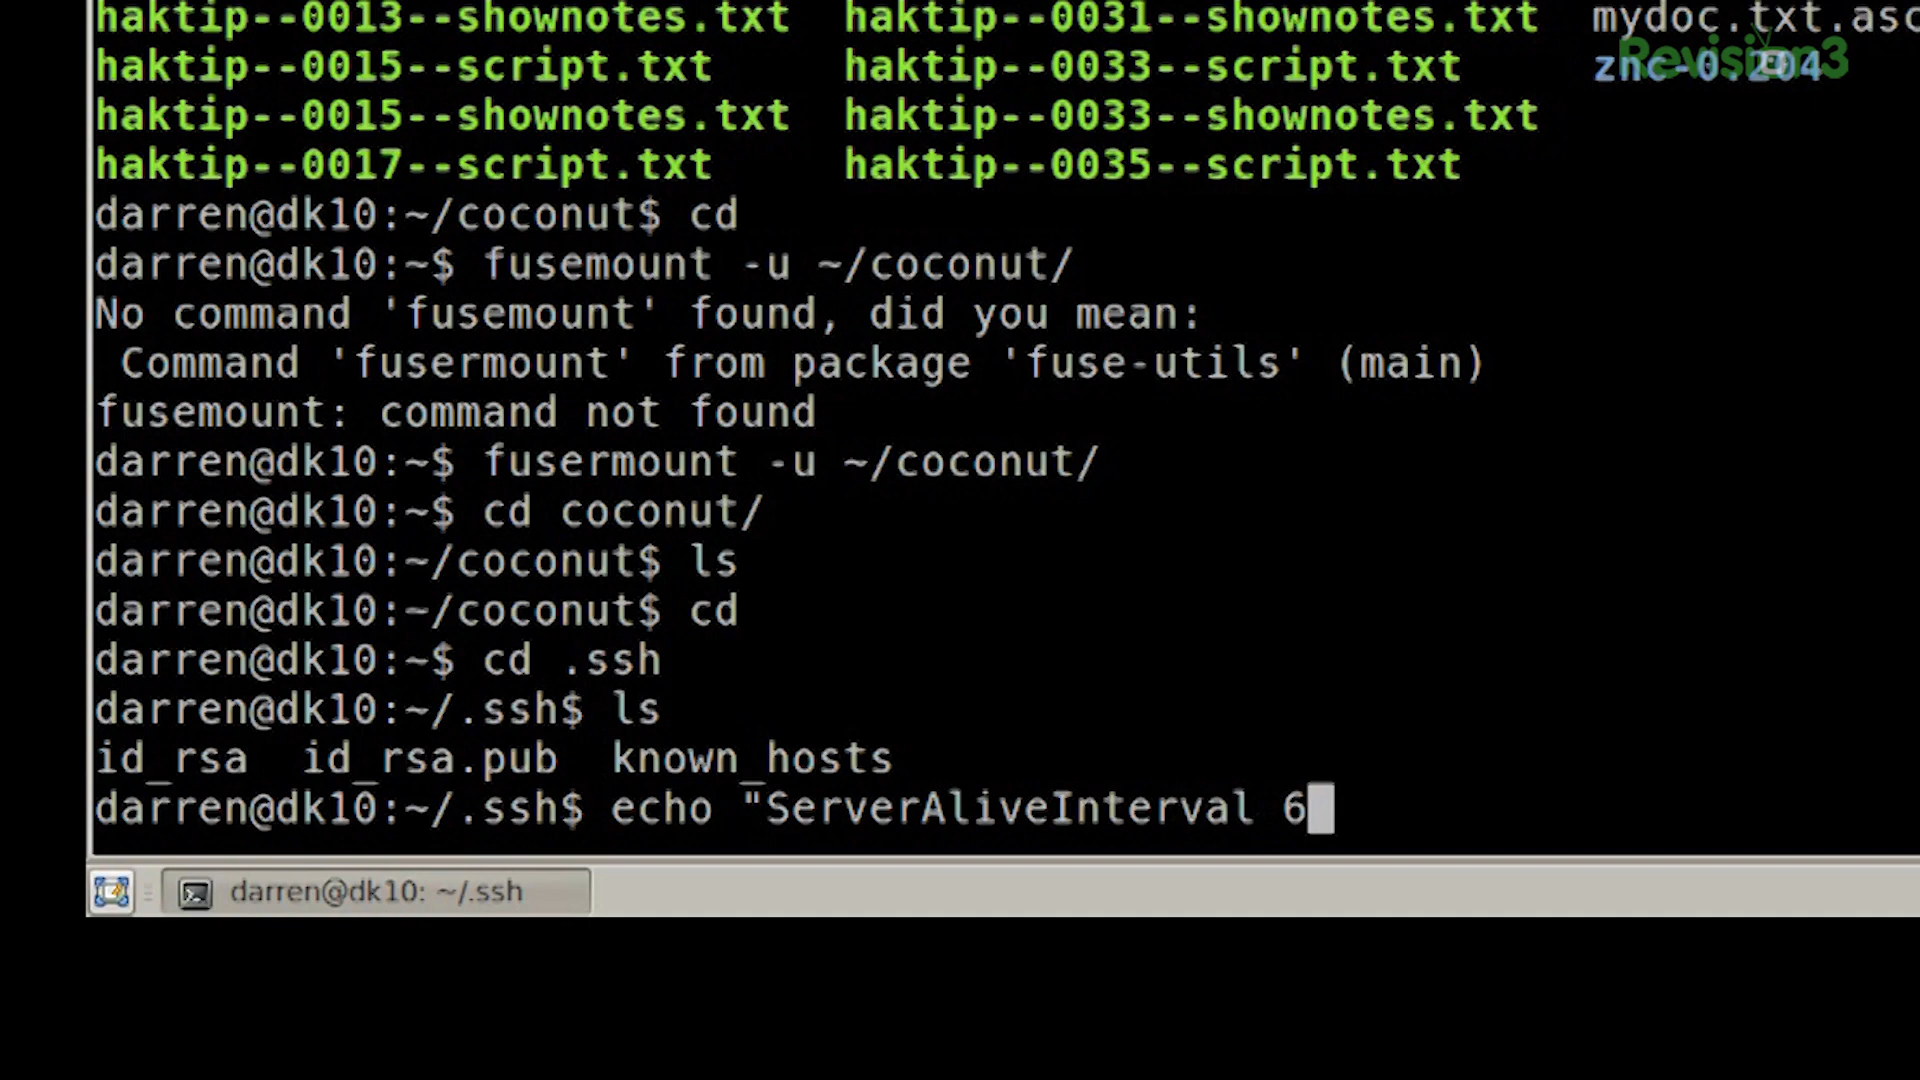 haktip--0013--shownotes.txt haktip--0031--shownotes.txt mydoc.txt.asc
haktip--0015--script.txt haktip--0033--script.txt znc-0.204
Revision3
haktip--0015--shownotes.txt haktip--0033--shownotes.txt
haktip--0017--script.txt haktip--0035--script.txt
darren@dk10:~/coconut$ cd
darren@dk10:~$ fusemount -u ~/coconut/
No command 'fusemount' found, did you mean:
Command 'fusermount' from package 'fuse-utils' (main)
fusemount: command not found
darren@dk10:~$ fusermount -u ~/coconut/
darren@dk10:~$ cd coconut/
darren@dk10:~/coconut$ ls
darren@dk10:~/coconut$ cd
darren@dk10:~$ cd .ssh
darren@dk10:~/.ssh$ ls
id_rsa id_rsa.pub known_hosts
darren@dk10:~/.ssh$ echo "ServerAliveInterval 6
darren@dk10: ~/.ssh